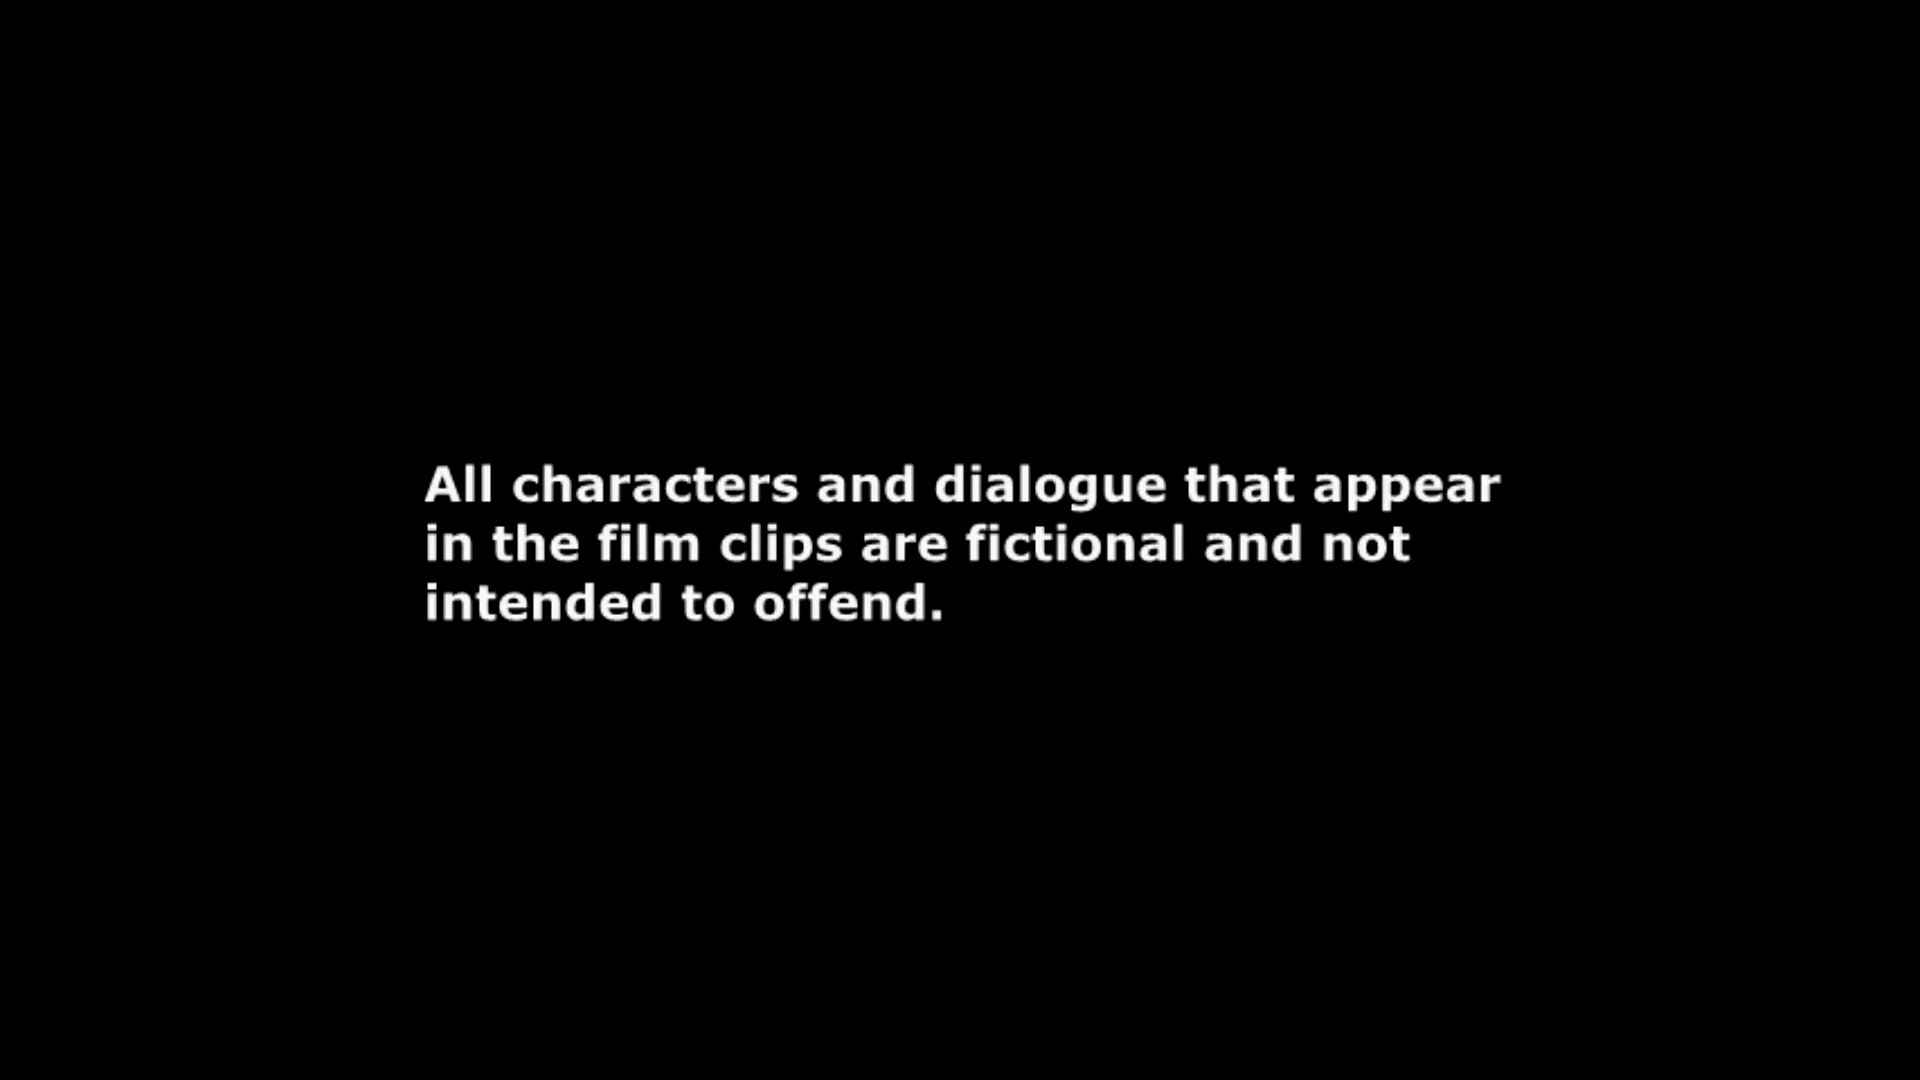 All characters and dialogue that appear
in the film clips are fictional and not
intended to offend.